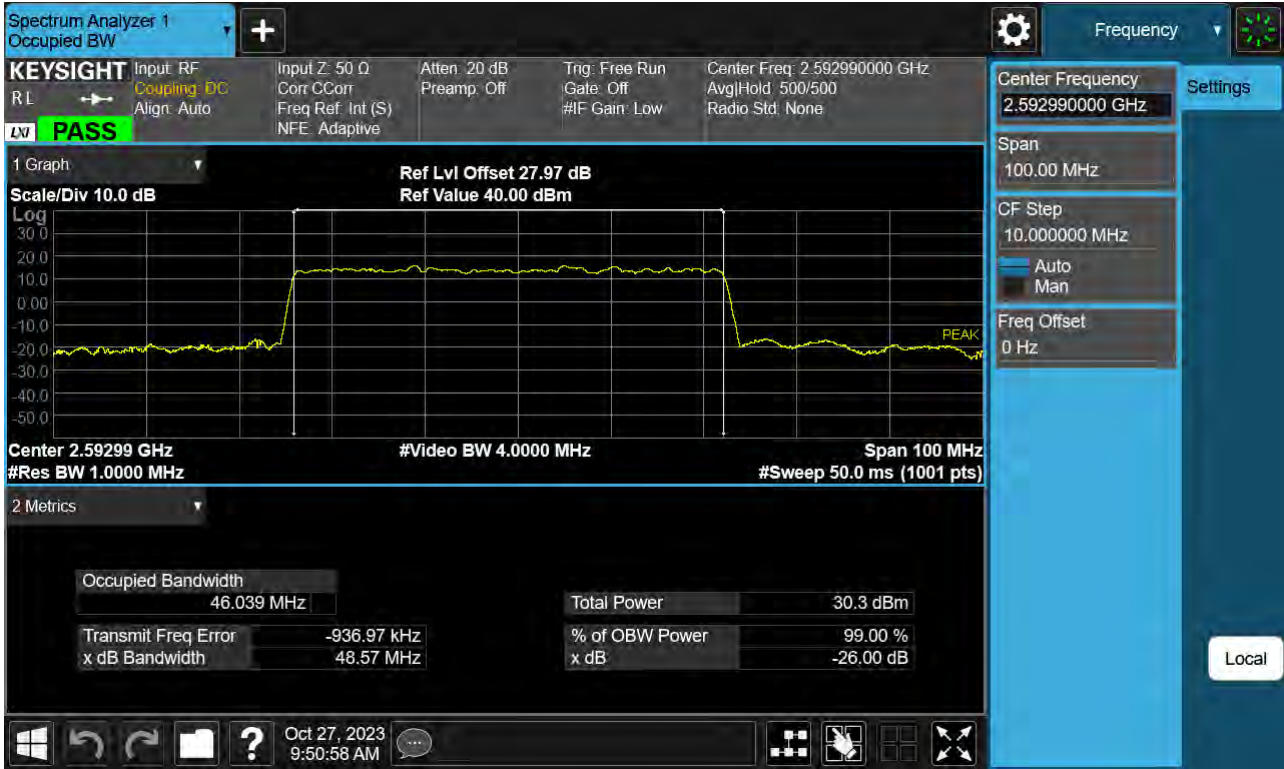 Spectrum Analyzer 1
Occupied BW
Frequency
KEYSIGHT
RL
LXI
PASS
Input: RF
Coupling: DC
Align: Auto
Input Z: 50 Ω
Corr CCorr
Freq Ref: Int (S)
NFE: Adaptive
Atten: 20 dB
Preamp: Off
Trig: Free Run
Gate: Off
#IF Gain: Low
Center Freq: 2.592990000 GHz
Avg|Hold: 500/500
Radio Std: None
Center Frequency
2.592990000 GHz
Settings
Span
100.00 MHz
CF Step
10.000000 MHz
Auto
Man
Freq Offset
0 Hz
Local
1 Graph
Scale/Div 10.0 dB
Ref Lvl Offset 27.97 dB
Ref Value 40.00 dBm
Log
30.0
20.0
10.0
0.00
-10.0
-20.0
-30.0
-40.0
-50.0
PEAK
Center 2.59299 GHz
#Video BW 4.0000 MHz
Span 100 MHz
#Res BW 1.0000 MHz
#Sweep 50.0 ms (1001 pts)
2 Metrics
Occupied Bandwidth
46.039 MHz
Total Power 30.3 dBm
Transmit Freq Error -936.97 kHz
% of OBW Power 99.00 %
x dB Bandwidth 48.57 MHz
x dB -26.00 dB
?
Oct 27, 2023
9:50:58 AM